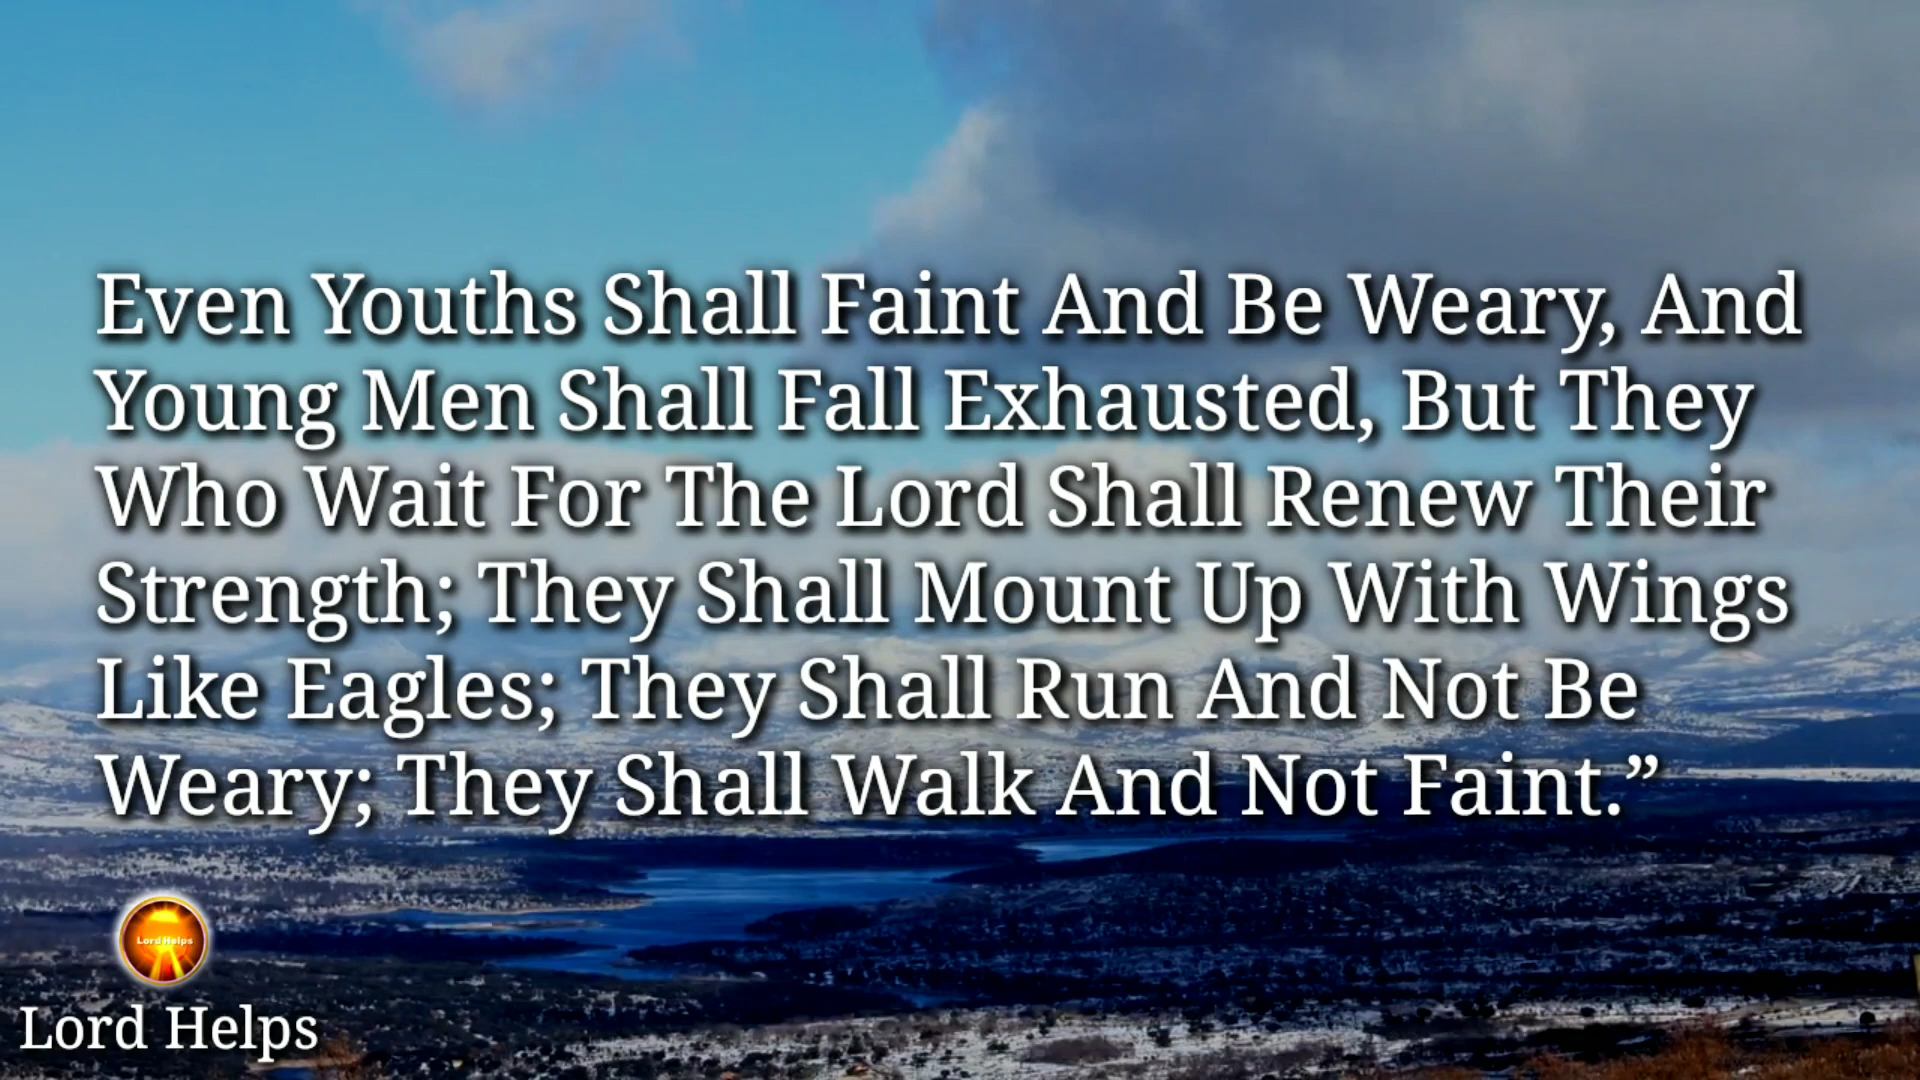 Even Youths Shall Faint And Be Weary, And
Young Men Shall Fall Exhausted, But They
Who Wait For The Lord Shall Renew Their
Strength; They Shall Mount Up With Wings
Like Eagles; They Shall Run And Not Be
Weary; They Shall Walk And Not Faint.”
Lord Helps
Lord Helps